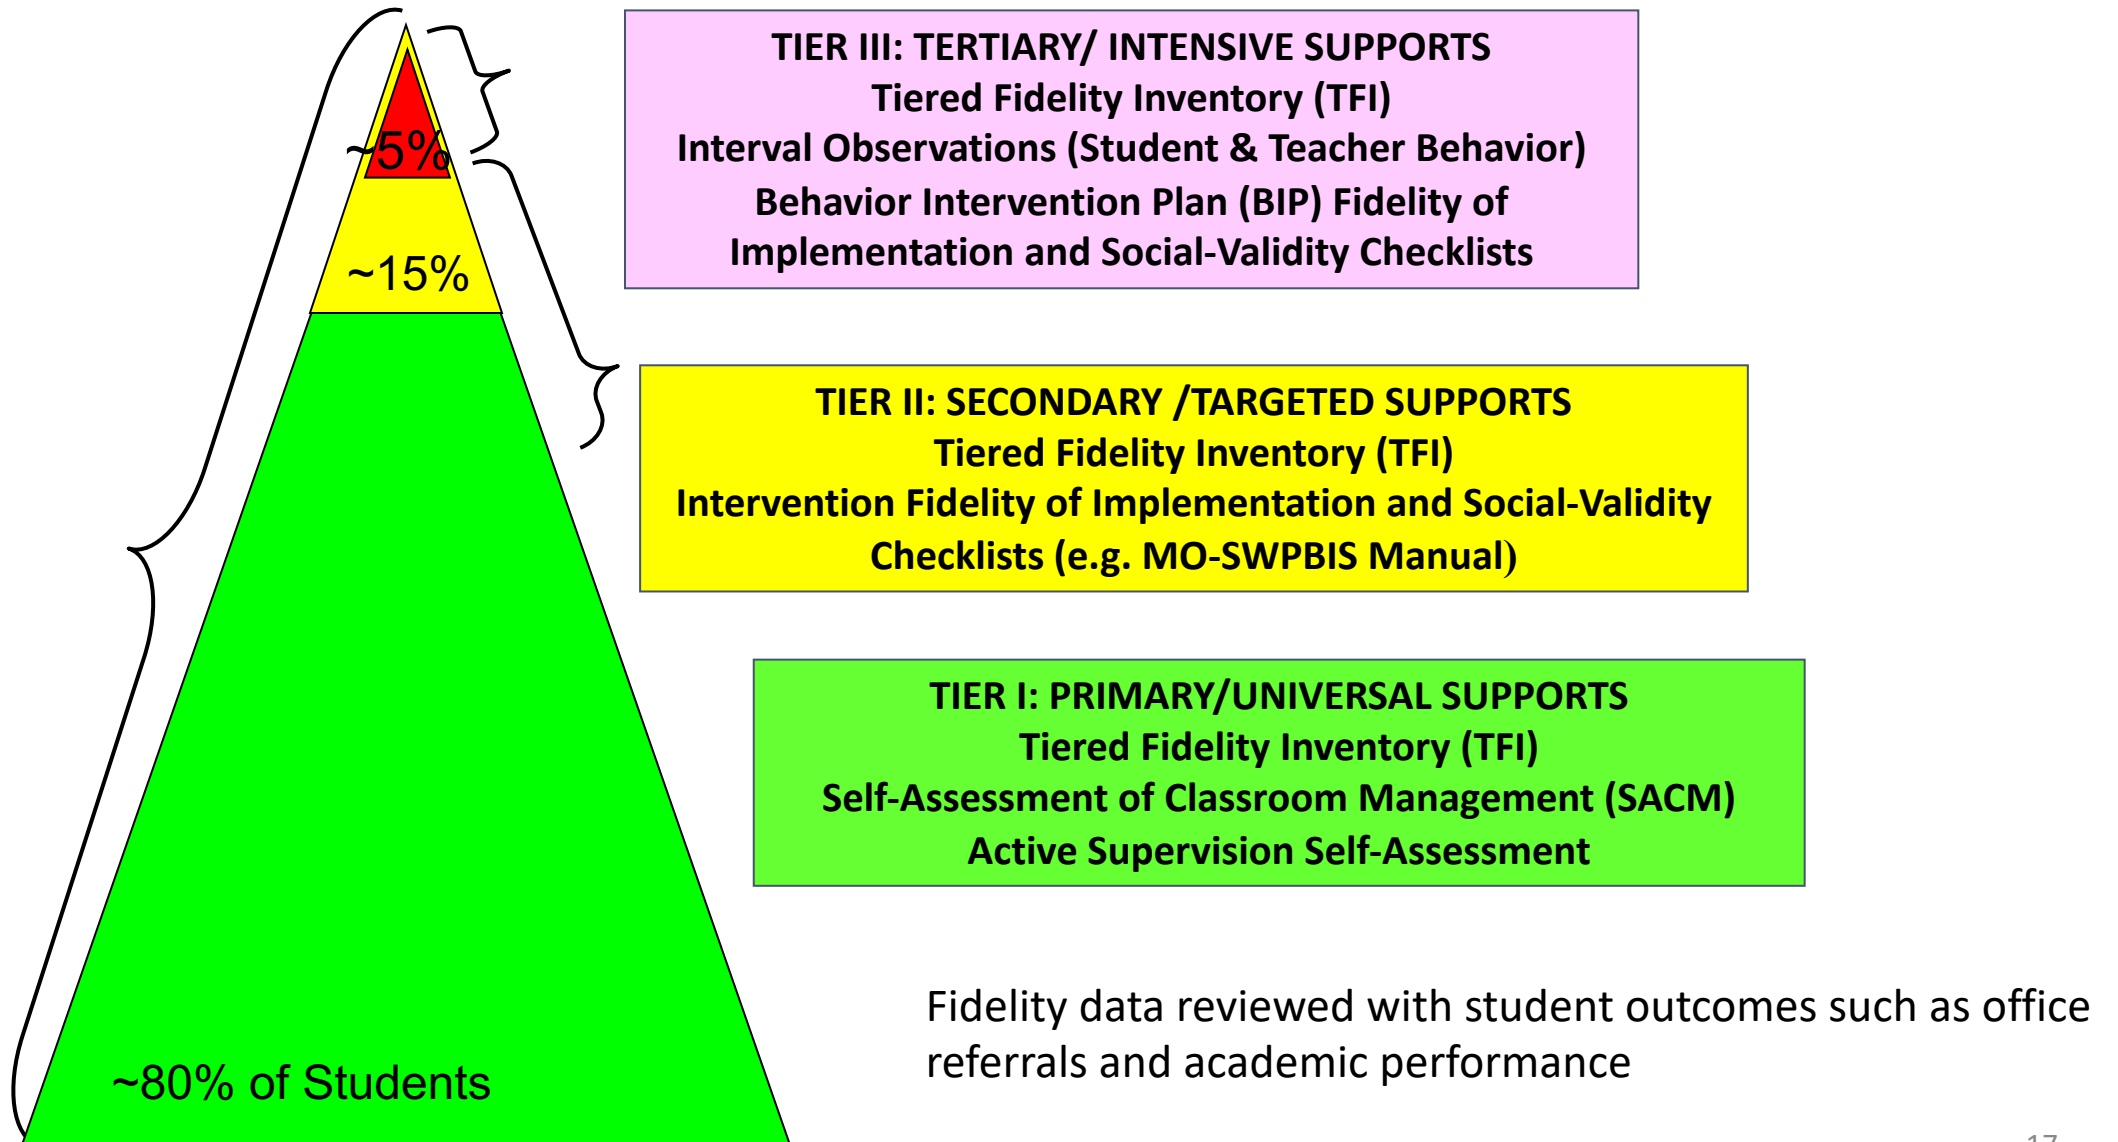 TIER III: TERTIARY/ INTENSIVE SUPPORTS
Tiered Fidelity Inventory (TFI)
Interval Observations (Student & Teacher Behavior)
Behavior Intervention Plan (BIP) Fidelity of
Implementation and Social-Validity Checklists
~5%
~15%
TIER II: SECONDARY /TARGETED SUPPORTS
Tiered Fidelity Inventory (TFI)
Intervention Fidelity of Implementation and Social-Validity
Checklists (e.g. MO-SWPBIS Manual)
TIER I: PRIMARY/UNIVERSAL SUPPORTS
Tiered Fidelity Inventory (TFI)
Self-Assessment of Classroom Management (SACM)
Active Supervision Self-Assessment
~80% of Students
Fidelity data reviewed with student outcomes such as office
referrals and academic performance
17